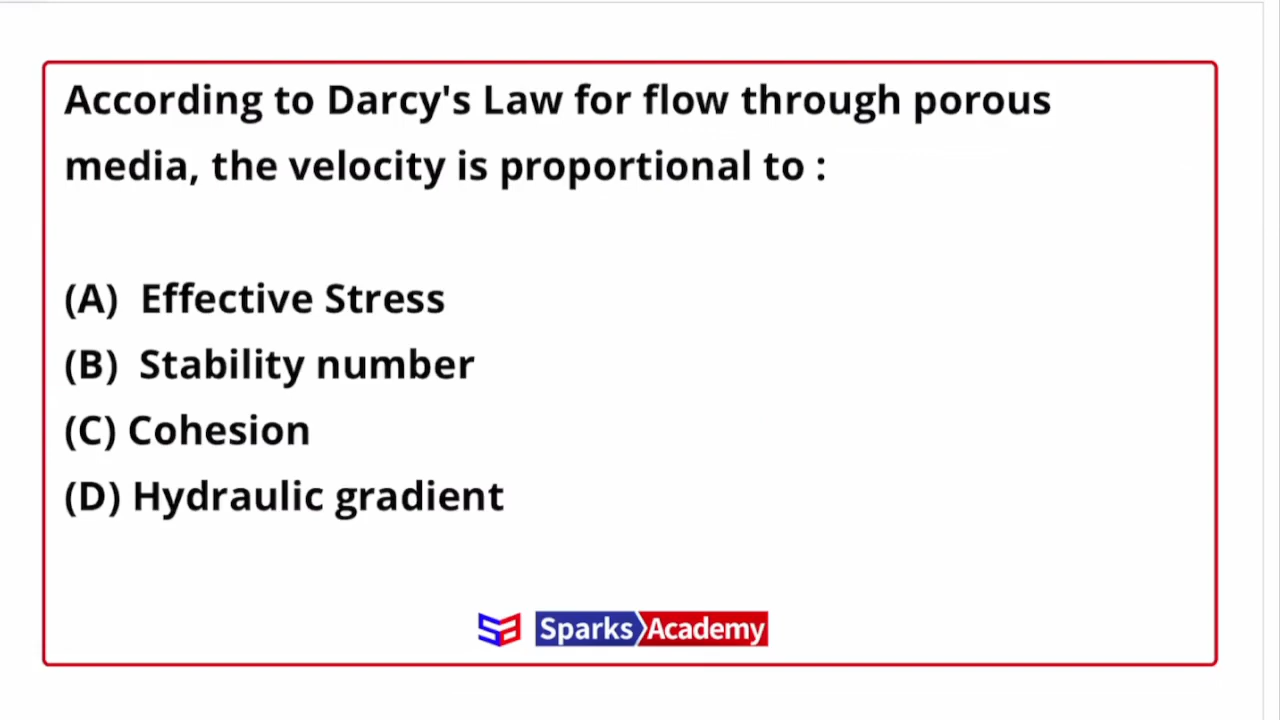 According to Darcy's Law for flow through porous
media, the velocity is proportional to :
(A) Effective Stress
(B) Stability number
(C) Cohesion
(D) Hydraulic gradient
Sparks Academy